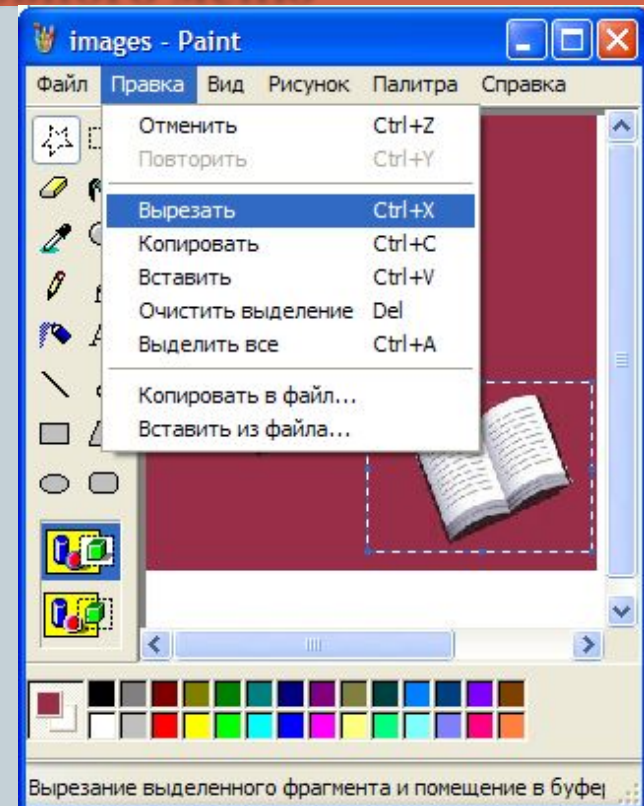 images - Paint
Файл Правка Вид Рисунок Палитра Справка
Отменить Ctrl+Z
Повторить Ctrl+Y
Вырезать Ctrl+X
Копировать Ctrl+C
Вставить Ctrl+V
Очистить выделение Del
Выделить все Ctrl+A
Копировать в файл...
Вставить из файла...
Вырезание выделенного фрагмента и помещение в буфе